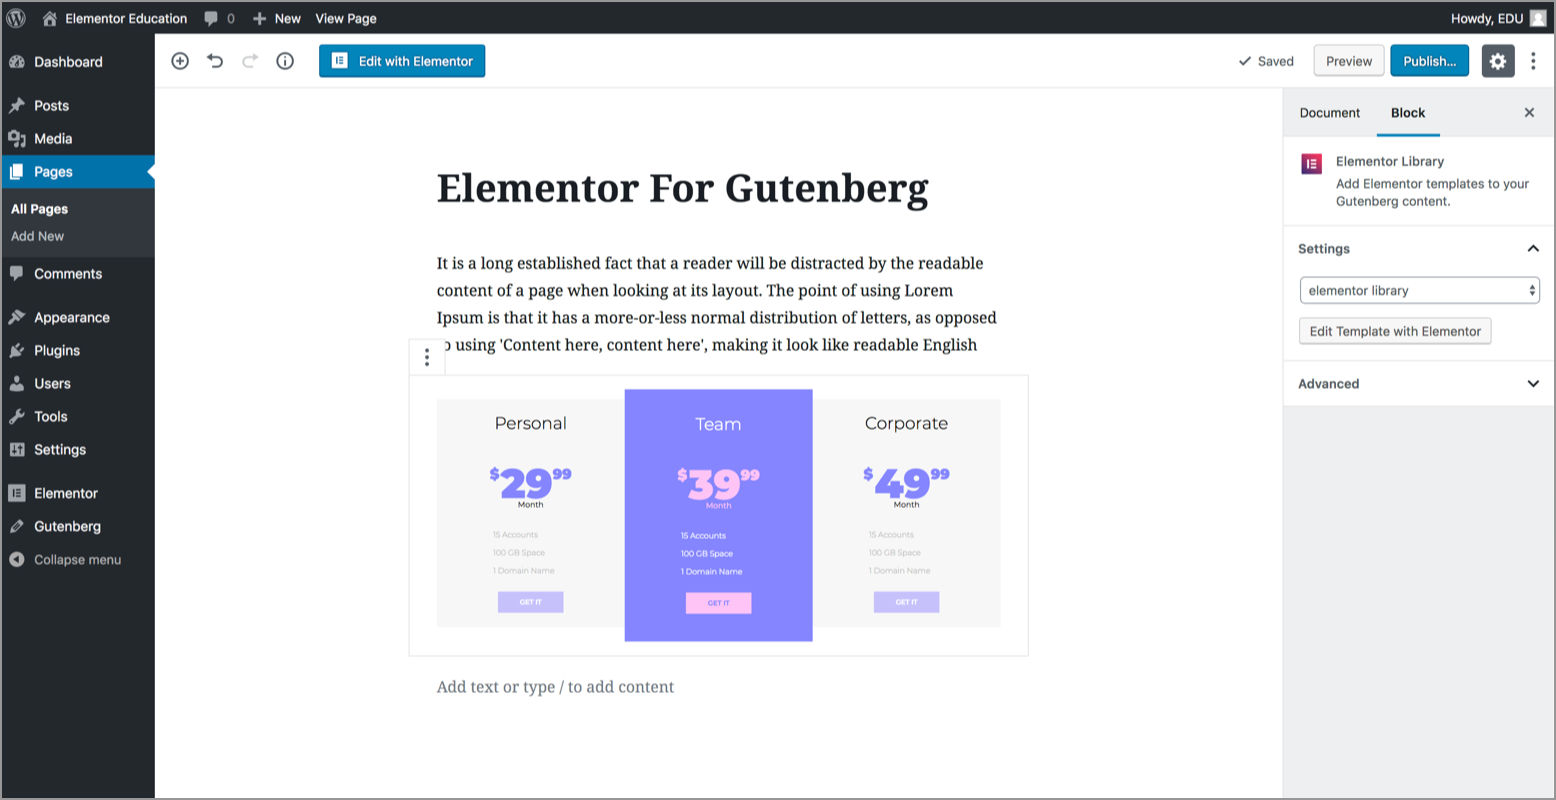 Elementor Education
0
New
View Page
Howdy, EDU
Dashboard
Posts
Media
Pages
All Pages
Add New
Comments
Appearance
Plugins
Users
Tools
Settings
Elementor
Gutenberg
Collapse menu
Edit with Elementor
Saved
Preview
Publish...
Elementor For Gutenberg
It is a long established fact that a reader will be distracted by the readable
content of a page when looking at its layout. The point of using Lorem
Ipsum is that it has a more-or-less normal distribution of letters, as opposed
o using 'Content here, content here', making it look like readable English
Personal
$2999
Month
15 Accounts
100 GB Space
1 Domain Name
GET IT
Team
$3999
Month
15 Accounts
100 GB Space
1 Domain Name
GET IT
Corporate
$4999
Month
15 Accounts
100 GB Space
1 Domain Name
GET IT
Add text or type / to add content
Document
Block
Elementor Library
Add Elementor templates to your
Gutenberg content.
Settings
elementor library
Edit Template with Elementor
Advanced